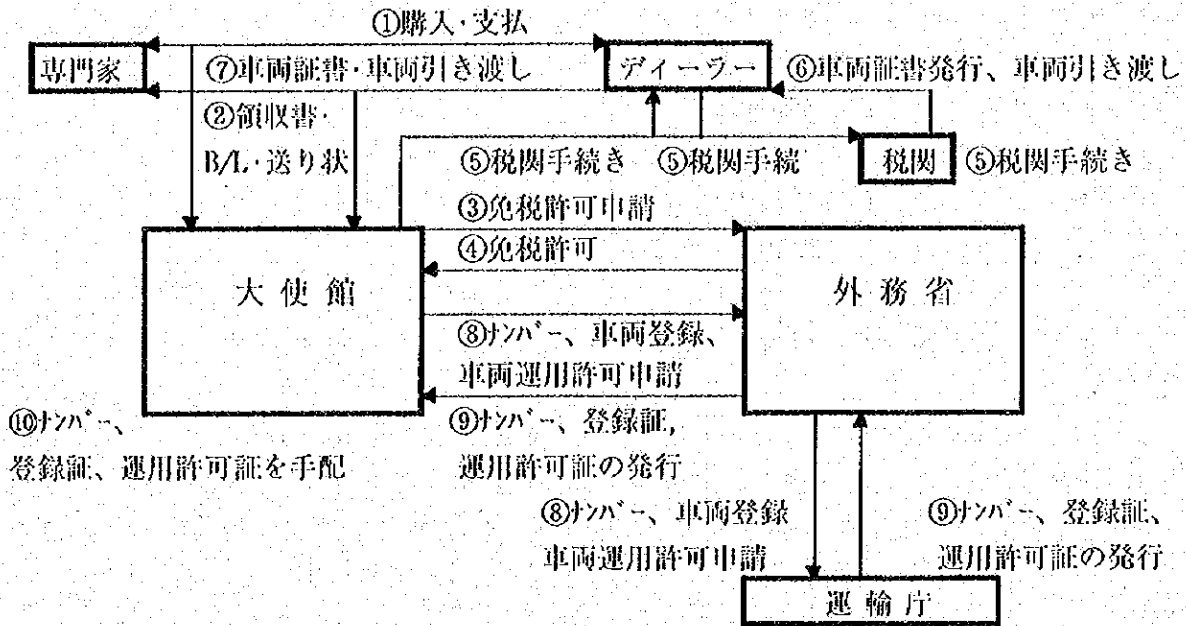 ①購入・支払
専門家
⑦車両証書・車両引き渡し
ディーラー
⑥車両証書発行、車両引き渡し
②領収書・
B/L・送り状
⑤税関手続き
⑤税関手続
税関
⑤税関手続き
③免税許可申請
④免税許可
大使館
外務省
⑧ナンバー、車両登録、
車両運用許可申請
⑩ナンバー、
登録証、運用許可証を手配
⑨ナンバー、登録証,
運用許可証の発行
⑧ナンバー、車両登録
車両運用許可申請
⑨ナンバー、登録証、
運用許可証の発行
運輸庁